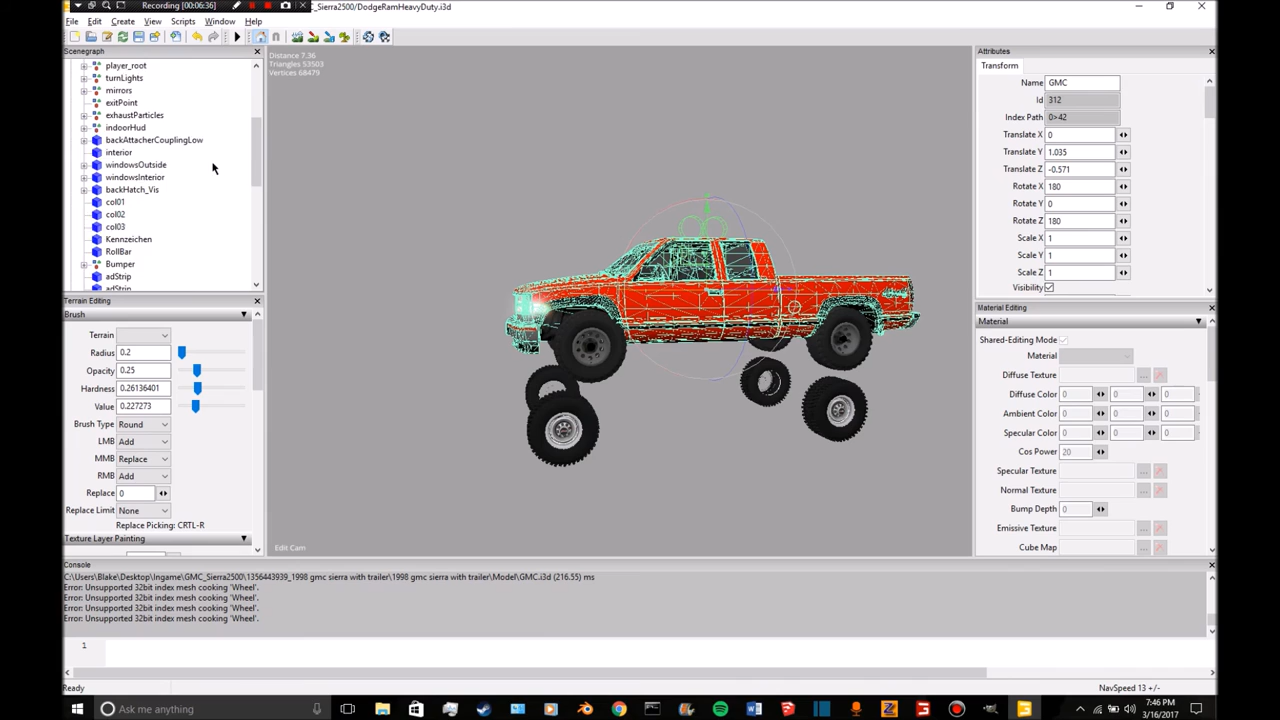 Recording [00:06:36]
C_Sierra2500/DodgeRamHeavyDuty.i3d
File Edit Create View Scripts Window Help
Scenegraph
player_root
turnLights
mirrors
exitPoint
exhaustParticles
indoorHud
backAttacherCouplingLow
interior
windowsOutside
windowsInterior
backHatch_Vis
col01
col02
col03
Kennzeichen
RollBar
Bumper
adStrip
adStrip
Terrain Editing
Brush
Terrain
Radius 0.2
Opacity 0.25
Hardness 0.26136401
Value 0.227273
Brush Type Round
LMB Add
MMB Replace
RMB Add
Replace 0
Replace Limit None
Replace Picking: CRTL-R
Texture Layer Painting
Distance 7.36
Triangles 53503
Vertices 68479
Edit Cam
Attributes
Transform
Name GMC
Id 312
Index Path 0>42
Translate X 0
Translate Y 1.035
Translate Z -0.571
Rotate X 180
Rotate Y 0
Rotate Z 180
Scale X 1
Scale Y 1
Scale Z 1
Visibility
Material Editing
Material
Shared-Editing Mode
Material
Diffuse Texture ...
Diffuse Color 0 0 0
Ambient Color 0 0 0
Specular Color 0 0 0
Cos Power 20
Specular Texture ...
Normal Texture ...
Bump Depth 0
Emissive Texture ...
Cube Map ...
Console
C:\Users\Blake\Desktop\Ingame\GMC_Sierra2500\1356443939_1998 gmc sierra with trailer\1998 gmc sierra with trailer\Model\GMC.i3d (216.55) ms
Error: Unsupported 32bit index mesh cooking 'Wheel'.
Error: Unsupported 32bit index mesh cooking 'Wheel'.
Error: Unsupported 32bit index mesh cooking 'Wheel'.
Error: Unsupported 32bit index mesh cooking 'Wheel'.
1
Ready
NavSpeed 13 +/-
Ask me anything
7:46 PM
3/16/2017